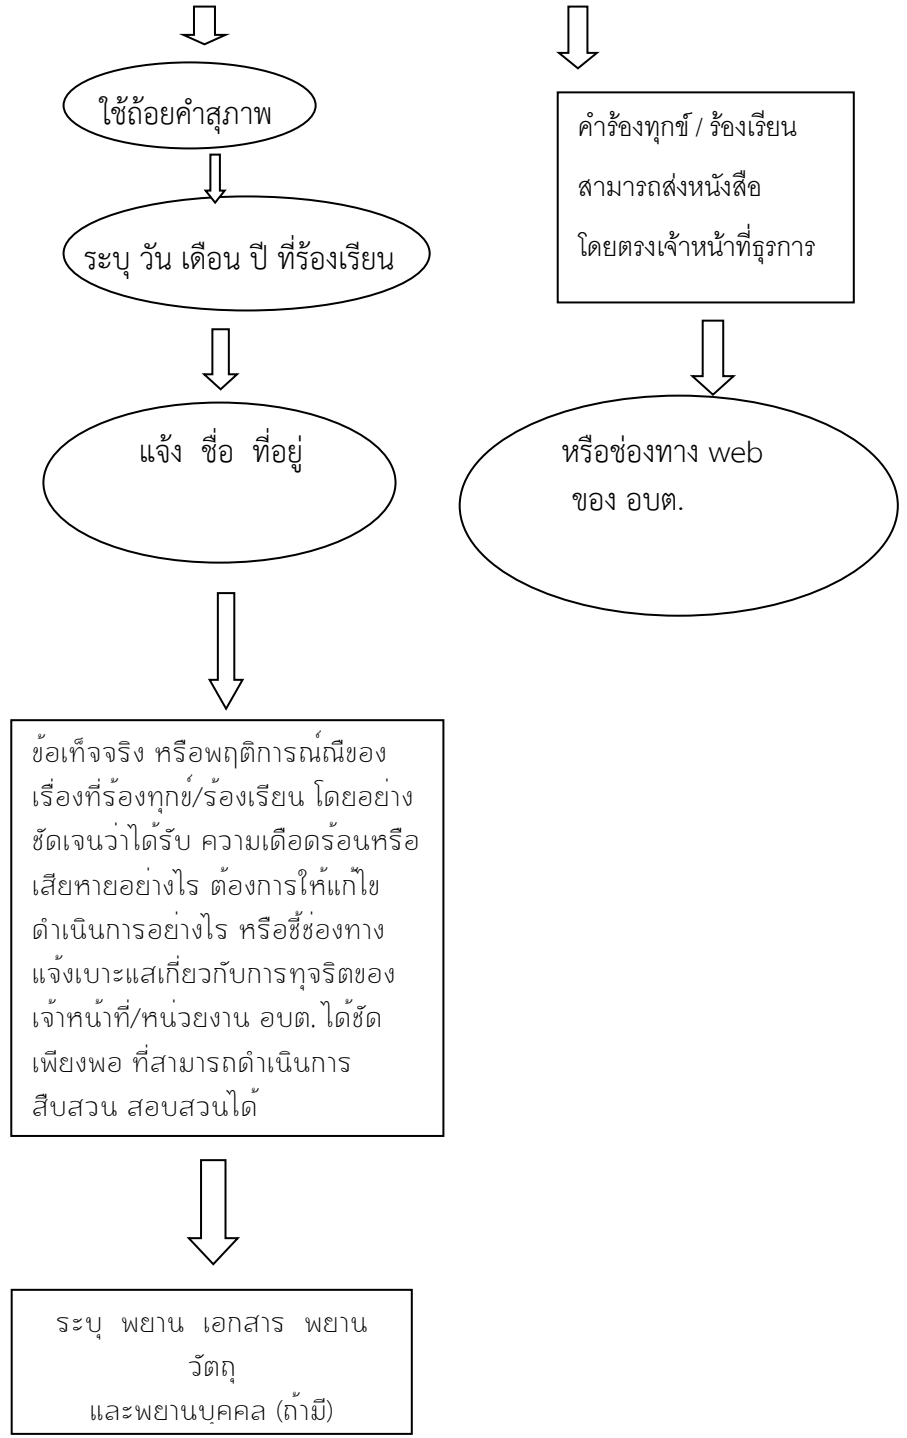 ใช้ถ้อยคำสุภาพ
ระบุ วัน เดือน ปี ที่ร้องเรียน
แจ้ง ชื่อ ที่อยู่
ข้อเท็จจริง หรือพฤติการณ์ณืของ
เรื่องที่ร้องทุกข์/ร้องเรียน โดยอย่าง
ชัดเจนว่าได้รับ ความเดือดร้อนหรือ
เสียหายอย่างไร ต้องการให้แก้ไข
ดำเนินการอย่างไร หรือชี้ช่องทาง
แจ้งเบาะแสเกี่ยวกับการทุจริตของ
เจ้าหน้าที่/หน่วยงาน อบต. ได้ชัด
เพียงพอ ที่สามารถดำเนินการ
สืบสวน สอบสวนได้
ระบุ พยาน เอกสาร พยาน
วัตถุ
และพยานบุคคล (ถ้ามี)
คำร้องทุกข์ / ร้องเรียน
สามารถส่งหนังสือ
โดยตรงเจ้าหน้าที่ธุรการ
หรือช่องทาง web
ของ อบต.